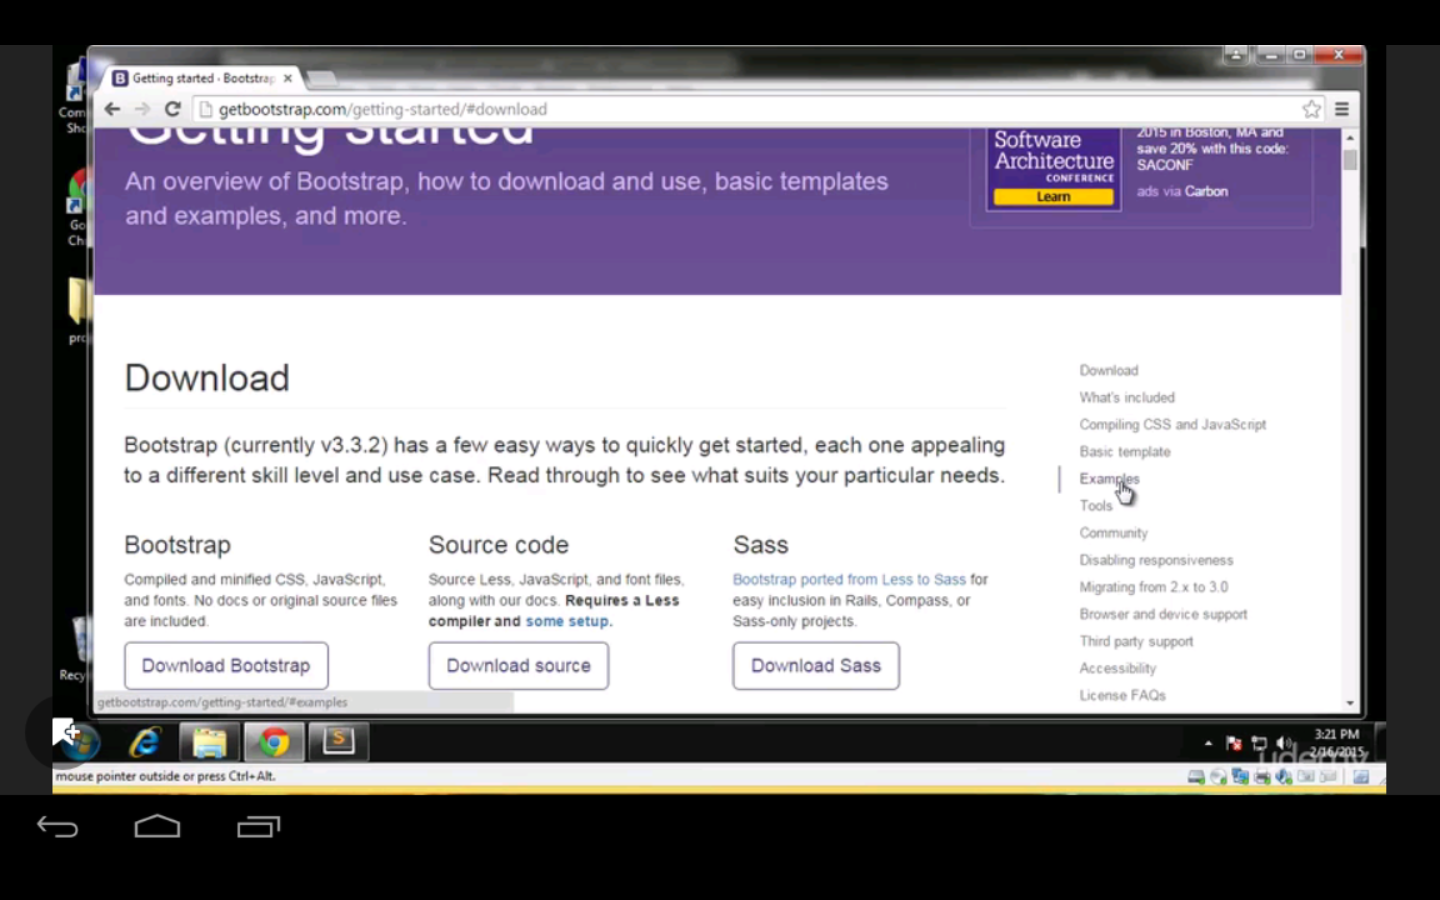 Getting started - Bootstrap
getbootstrap.com/getting-started/#download
Getting started
An overview of Bootstrap, how to download and use, basic templates
and examples, and more.
Software
Architecture
CONFERENCE
Learn
2015 in Boston, MA and
save 20% with this code:
SACONF
ads via Carbon
Download
Bootstrap (currently v3.3.2) has a few easy ways to quickly get started, each one appealing
to a different skill level and use case. Read through to see what suits your particular needs.
Bootstrap
Compiled and minified CSS, JavaScript,
and fonts. No docs or original source files
are included.
Download Bootstrap
Source code
Source Less, JavaScript, and font files,
along with our docs. Requires a Less
compiler and some setup.
Download source
Sass
Bootstrap ported from Less to Sass for
easy inclusion in Rails, Compass, or
Sass-only projects.
Download Sass
Download
What's included
Compiling CSS and JavaScript
Basic template
Examples
Tools
Community
Disabling responsiveness
Migrating from 2.x to 3.0
Browser and device support
Third party support
Accessibility
License FAQs
getbootstrap.com/getting-started/#examples
Com
Sho
Go
Ch
Recy
3:21 PM
2/16/2015
udemy
mouse pointer outside or press Ctrl+Alt.